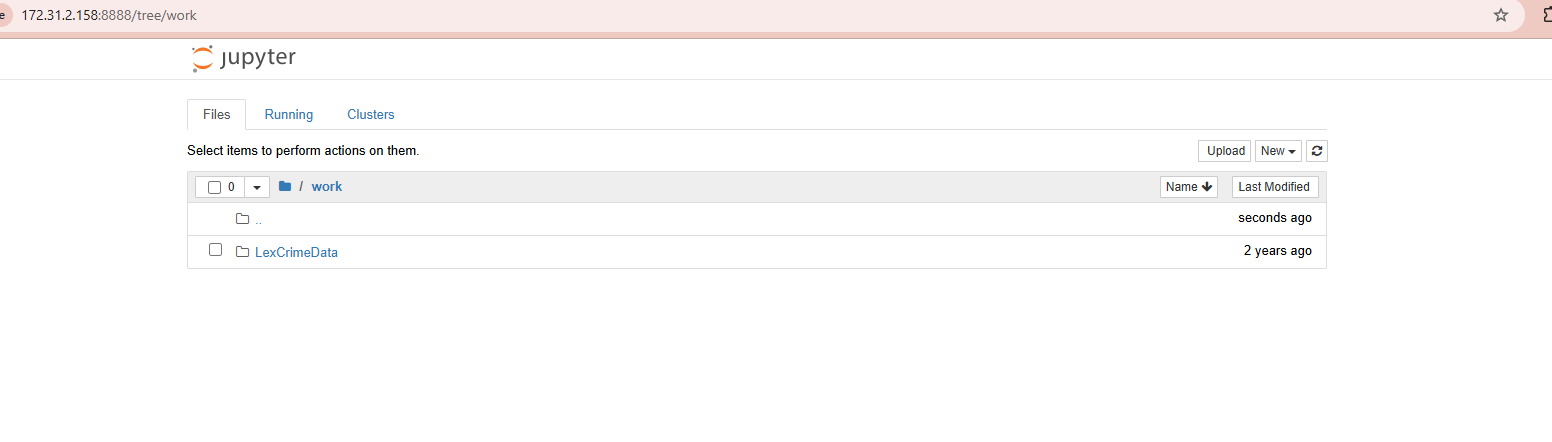 e 172.31.2.158:8888/tree/work
jupyter
Files Running Clusters
Select items to perform actions on them. Upload New
0 / work Name Last Modified
.. seconds ago
LexCrimeData 2 years ago